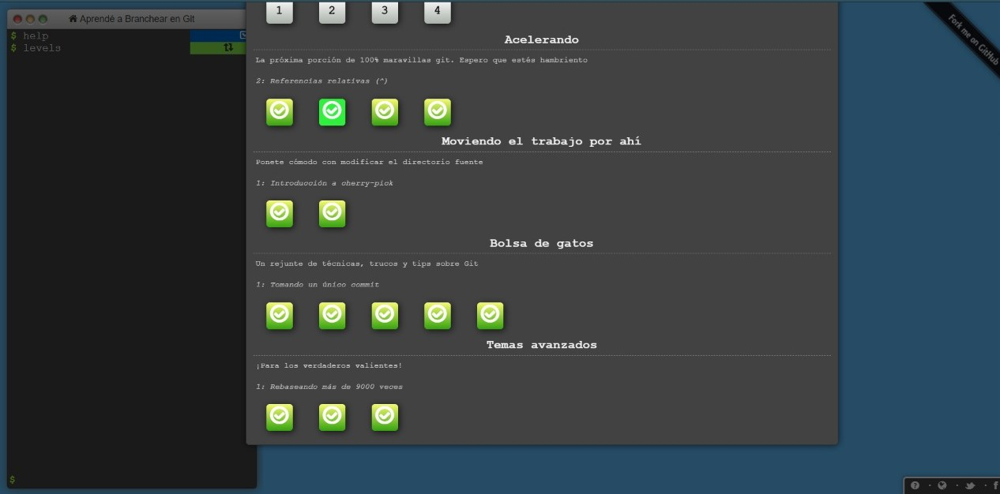 Aprendé a Branchear en Git
$ help
$ levels
$
1 2 3 4
Acelerando
La próxima porción de 100% maravillas git. Espero que estés hambriento
2: Referencias relativas (^)
Moviendo el trabajo por ahí
Ponete cómodo con modificar el directorio fuente
1: Introducción a cherry-pick
Bolsa de gatos
Un rejunte de técnicas, trucos y tips sobre Git
1: Tomando un único commit
Temas avanzados
¡Para los verdaderos valientes!
1: Rebaseando más de 9000 veces
Fork me on GitHub